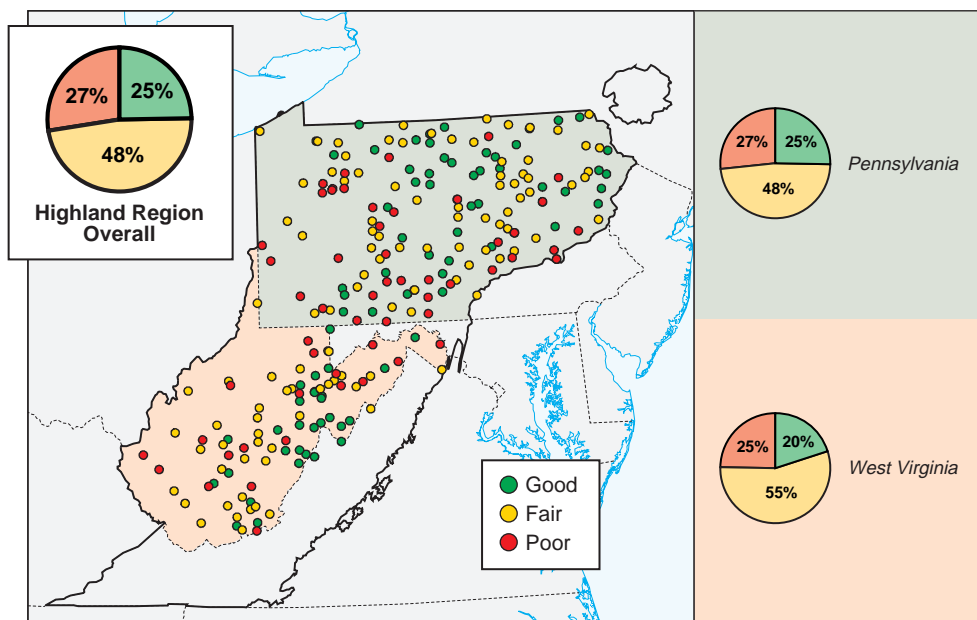 27%
25%
48%
Highland Region
Overall
27%
25%
48%
Pennsylvania
25%
20%
55%
West Virginia
Good
Fair
Poor